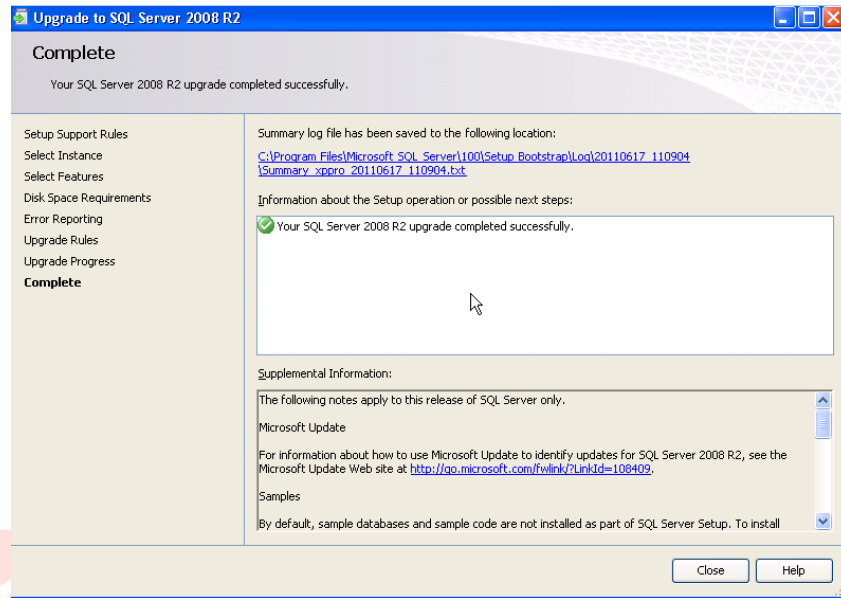 Upgrade to SQL Server 2008 R2
Complete
Your SQL Server 2008 R2 upgrade completed successfully.
Setup Support Rules
Select Instance
Select Features
Disk Space Requirements
Error Reporting
Upgrade Rules
Upgrade Progress
Complete
Summary log file has been saved to the following location:
C:\Program Files\Microsoft SQL Server\100\Setup Bootstrap\Log\20110617_110904
\Summary_xppro_20110617_110904.txt
Information about the Setup operation or possible next steps:
Your SQL Server 2008 R2 upgrade completed successfully.
Supplemental Information:
The following notes apply to this release of SQL Server only.
Microsoft Update
For information about how to use Microsoft Update to identify updates for SQL Server 2008 R2, see the
Microsoft Update Web site at http://go.microsoft.com/fwlink/?LinkId=108409.
Samples
By default, sample databases and sample code are not installed as part of SQL Server Setup. To install
Close
Help